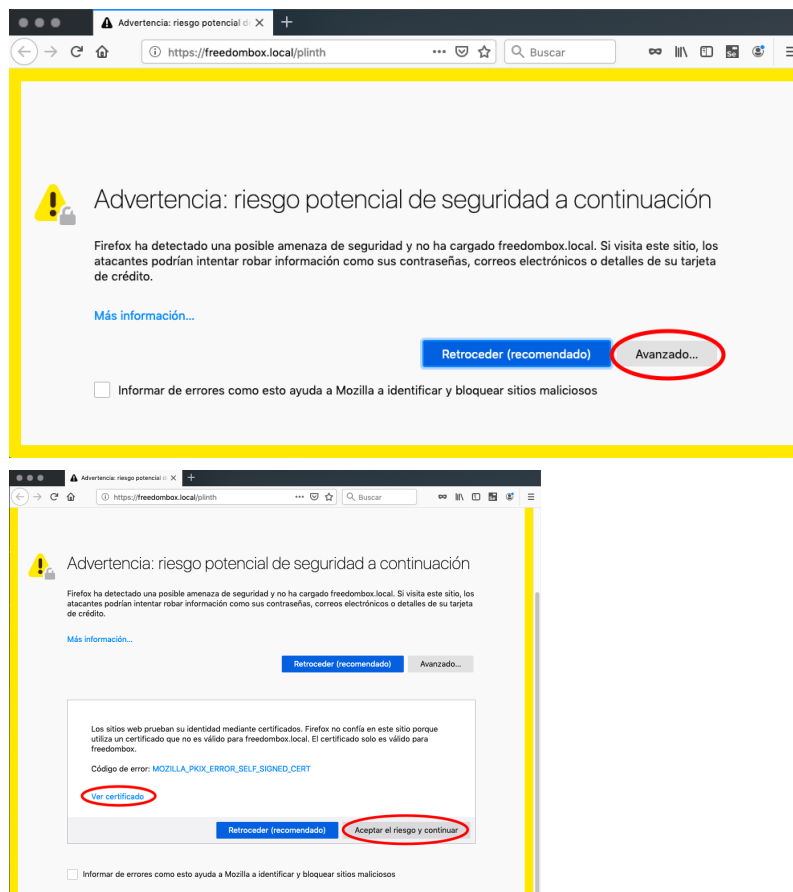 Advertencia: riesgo potencial de
https://freedombox.local/plinth
Buscar
Advertencia: riesgo potencial de seguridad a continuación
Firefox ha detectado una posible amenaza de seguridad y no ha cargado freedombox.local. Si visita este sitio, los
atacantes podrían intentar robar información como sus contraseñas, correos electrónicos o detalles de su tarjeta
de crédito.
Más información...
Retroceder (recomendado)
Avanzado...
Informar de errores como esto ayuda a Mozilla a identificar y bloquear sitios maliciosos
Advertencia: riesgo potencial
https://freedombox.local/plinth
Buscar
Advertencia: riesgo potencial de seguridad a continuación
Firefox ha detectado una posible amenaza de seguridad y no ha cargado freedombox.local. Si visita este sitio, los
atacantes podrían intentar robar información como sus contraseñas, correos electrónicos o detalles de su tarjeta
de crédito.
Más información...
Retroceder (recomendado)
Avanzado...
Los sitios web prueban su identidad mediante certificados. Firefox no confía en este sitio porque
utiliza un certificado que no es válido para freedombox.local. El certificado solo es válido para
freedombox.
Código de error: MOZILLA_PKIX_ERROR_SELF_SIGNED_CERT
Ver certificado
Retroceder (recomendado)
Aceptar el riesgo y continuar
Informar de errores como esto ayuda a Mozilla a identificar y bloquear sitios maliciosos